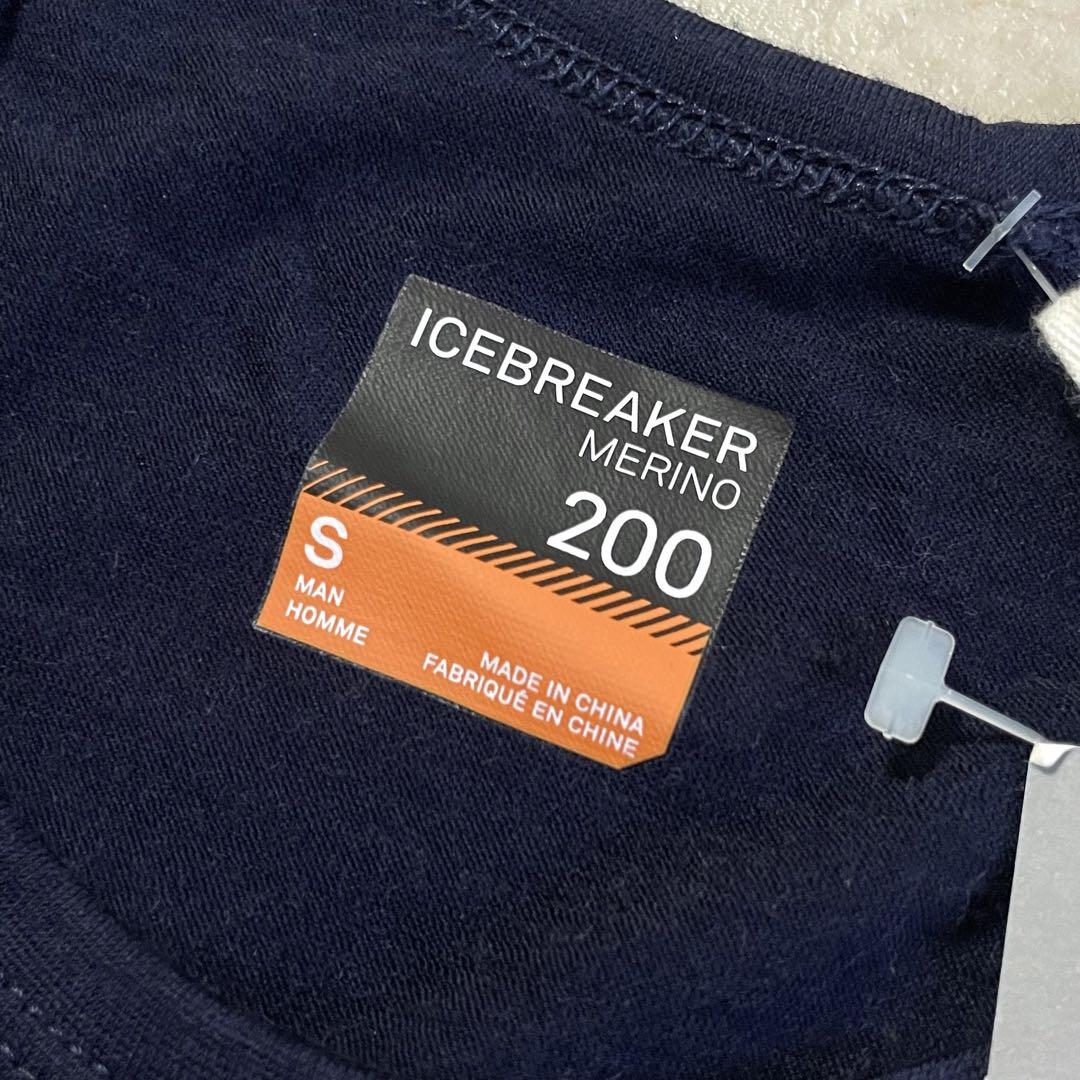 ICEBREAKER
MERINO
200
S
MAN
HOMME
MADE IN CHINA
FABRIQUÉ EN CHINE